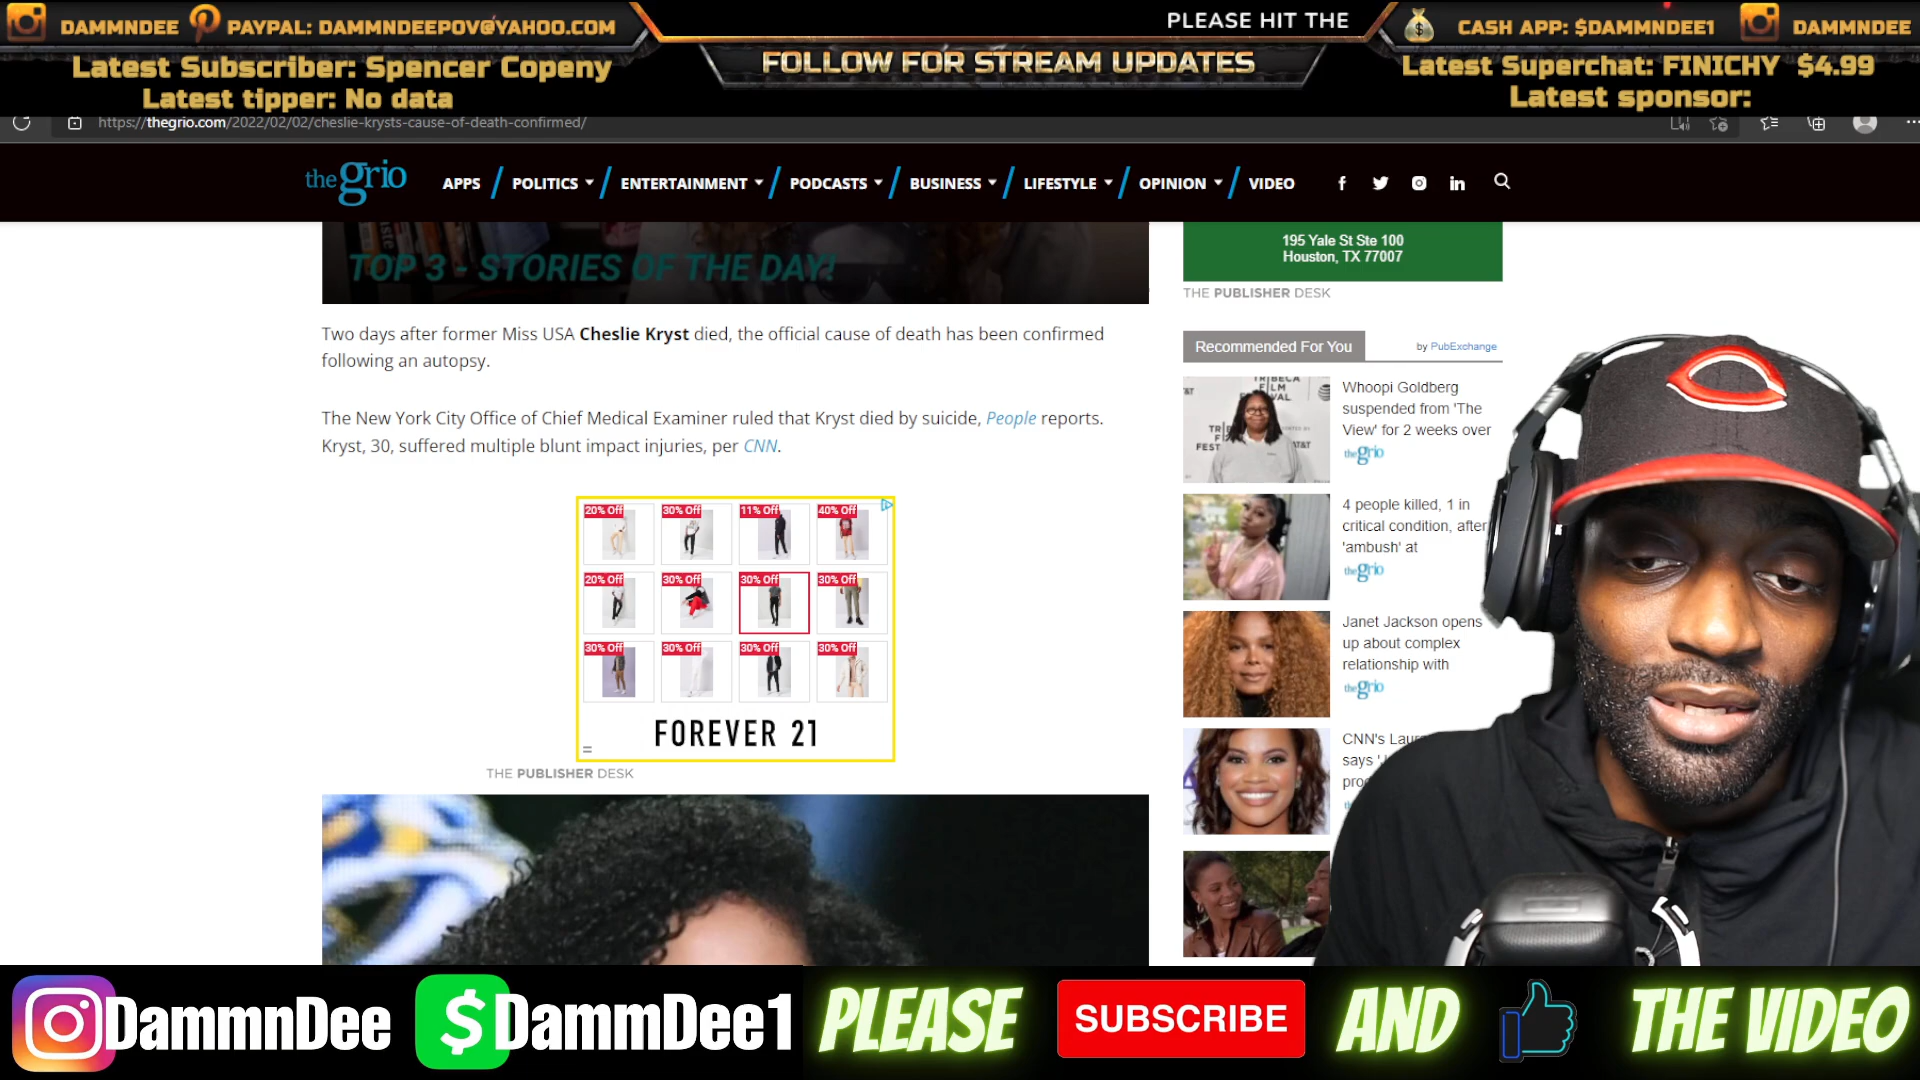 DAMMNDEE
PAYPAL: DAMMNDEEPOV@YAHOO.COM
PLEASE HIT THE
CASH APP: $DAMMNDEE1
DAMMNDEE
Latest Subscriber: Spencer Copeny
FOLLOW FOR STREAM UPDATES
Latest Superchat: FINICHY $4.99
Latest tipper: No data
Latest sponsor:
https://thegrio.com/2022/02/02/cheslie-krysts-cause-of-death-confirmed/
thegrio
APPS
POLITICS
ENTERTAINMENT
PODCASTS
BUSINESS
LIFESTYLE
OPINION
VIDEO
TOP 3 - STORIES OF THE DAY!
195 Yale St Ste 100
Houston, TX 77007
THE PUBLISHER DESK
Two days after former Miss USA Cheslie Kryst died, the official cause of death has been confirmed
following an autopsy.
The New York City Office of Chief Medical Examiner ruled that Kryst died by suicide, People reports.
Kryst, 30, suffered multiple blunt impact injuries, per CNN.
20% Off 30% Off 11% Off 40% Off
20% Off 30% Off 30% Off 30% Off
30% Off 30% Off 30% Off 30% Off
FOREVER 21
THE PUBLISHER DESK
Recommended For You
by PubExchange
TRIBECA
FILM
FEST
AT&T
Whoopi Goldberg
suspended from 'The
View' for 2 weeks over
thegrio
4 people killed, 1 in
critical condition, after
'ambush' at
thegrio
Janet Jackson opens
up about complex
relationship with
thegrio
CNN's
says
DammnDee
$DammDee1
PLEASE
SUBSCRIBE
AND
THE VIDEO